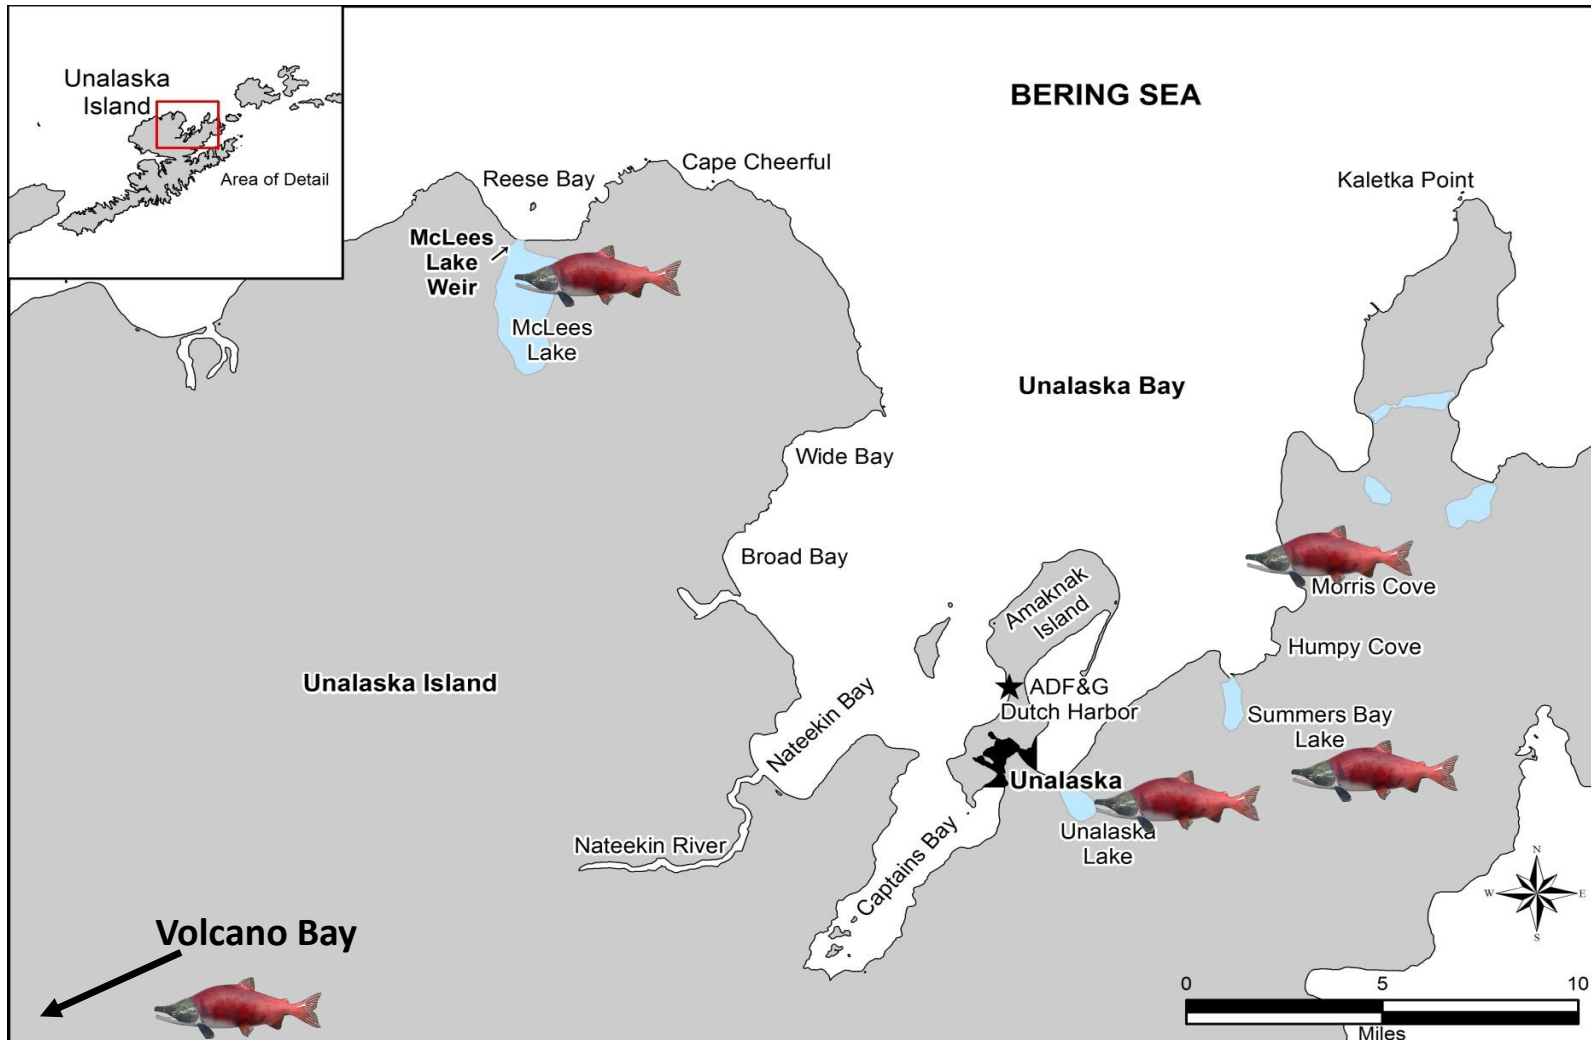 Unalaska
Island
Area of Detail
BERING SEA
Cape Cheerful
Reese Bay
Kaletka Point
McLees
Lake
Weir
McLees
Lake
Unalaska Bay
Wide Bay
Broad Bay
Amaknak
Island
Morris Cove
Humpy Cove
Unalaska Island
Nateekin Bay
ADF&G
Dutch Harbor
Summers Bay
Lake
Unalaska
Unalaska
Lake
Nateekin River
Captains Bay
N
W
E
S
Volcano Bay
0
5
10
Miles